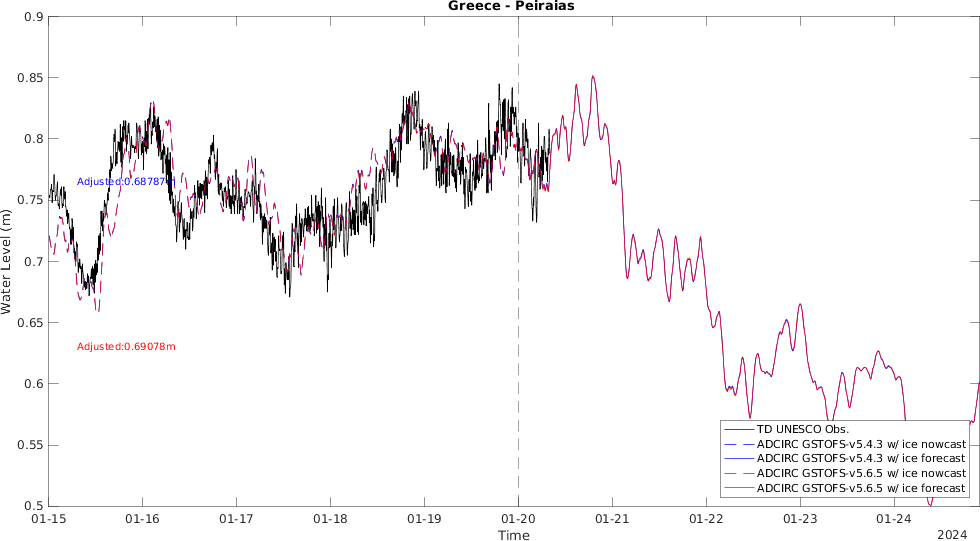 Greece - Peiraias
0.9
0.85
0.8
0.75
0.7
0.65
0.6
0.55
0.5
Water Level (m)
Adjusted:0.68787m
Adjusted:0.69078m
TD UNESCO Obs.
ADCIRC GSTOFS-v5.4.3 w/ ice nowcast
ADCIRC GSTOFS-v5.4.3 w/ ice forecast
ADCIRC GSTOFS-v5.6.5 w/ ice nowcast
ADCIRC GSTOFS-v5.6.5 w/ ice forecast
01-15 01-16 01-17 01-18 01-19 01-20 01-21 01-22 01-23 01-24
Time
2024